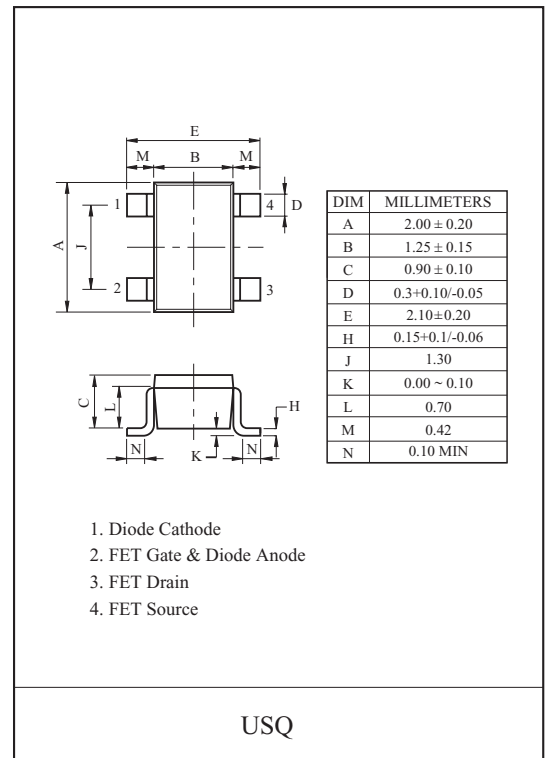 E
M B M
1 4 D
A J
2 3
C L H
N K N
DIM MILLIMETERS
A 2.00 ± 0.20
B 1.25 ± 0.15
C 0.90 ± 0.10
D 0.3+0.10/-0.05
E 2.10±0.20
H 0.15+0.1/-0.06
J 1.30
K 0.00 ~ 0.10
L 0.70
M 0.42
N 0.10 MIN
1. Diode Cathode
2. FET Gate & Diode Anode
3. FET Drain
4. FET Source
USQ